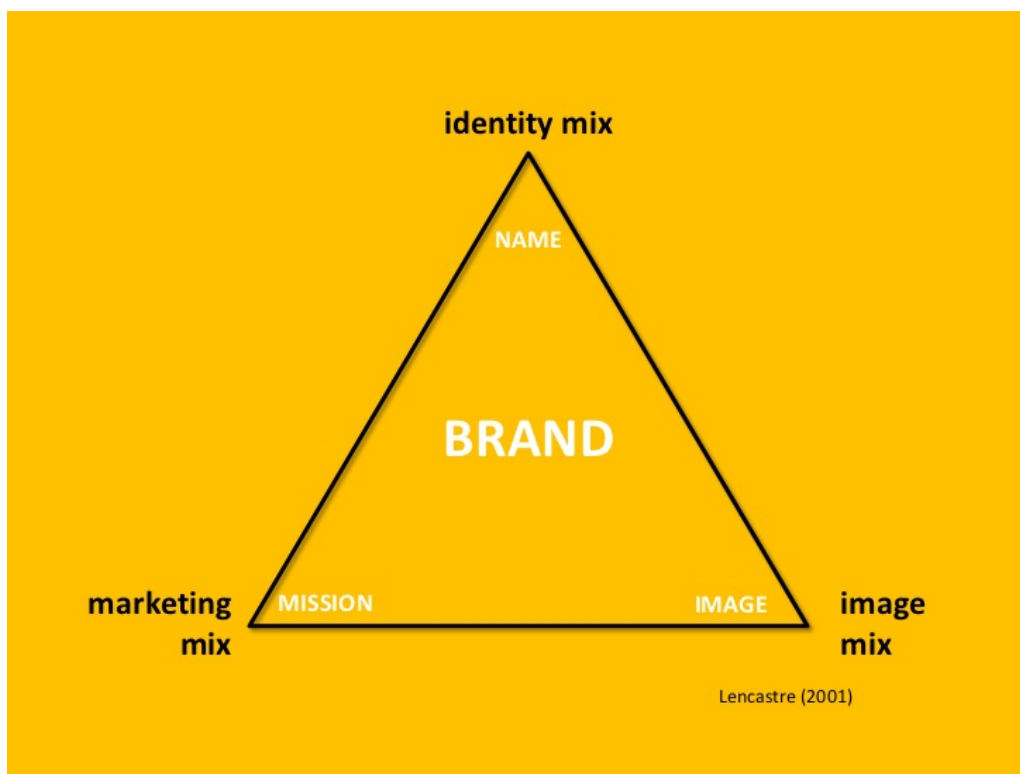 identity mix
NAME
BRAND
marketing
mix
MISSION
IMAGE
image
mix
Lencastre (2001)